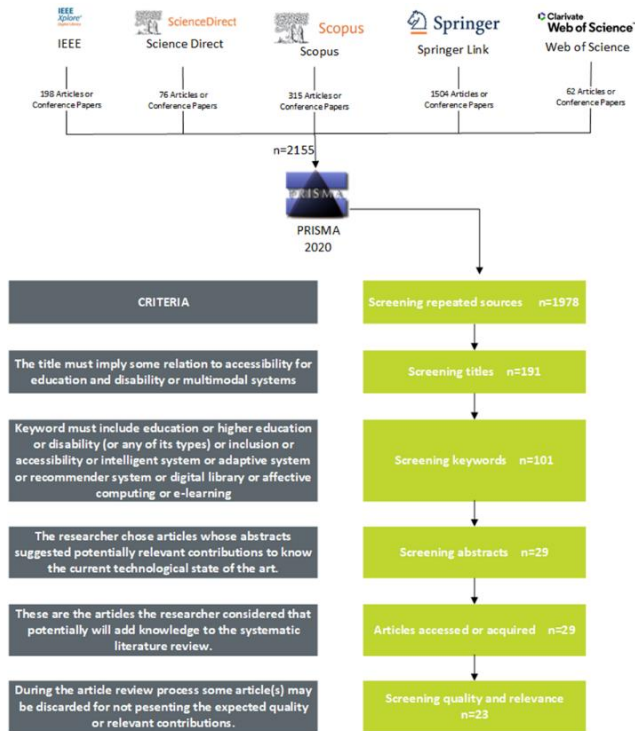 IEEE
Xplore®
Digital Library
IEEE
ScienceDirect
Science Direct
Scopus
Scopus
Springer
Springer Link
Clarivate
Web of Science™
Web of Science
198 Articles or
Conference Papers
76 Articles or
Conference Papers
315 Articles or
Conference Papers
1504 Articles or
Conference Papers
62 Articles or
Conference Papers
n=2155
PRISMA
PRISMA
2020
CRITERIA
Screening repeated sources n=1978
The title must imply some relation to accessibility for
education and disability or multimodal systems
Screening titles n=191
Keyword must include education or higher education
or disability (or any of its types) or inclusion or
accessibility or intelligent system or adaptive system
or recommender system or digital library or affective
computing or e-learning
Screening keywords n=101
The researcher chose articles whose abstracts
suggested potentially relevant contributions to know
the current technological state of the art.
Screening abstracts n=29
These are the articles the researcher considered that
potentially will add knowledge to the systematic
literature review.
Articles accessed or acquired n=29
During the article review process some article(s) may
be discarded for not pesenting the expected quality
or relevant contributions.
Screening quality and relevance
n=23